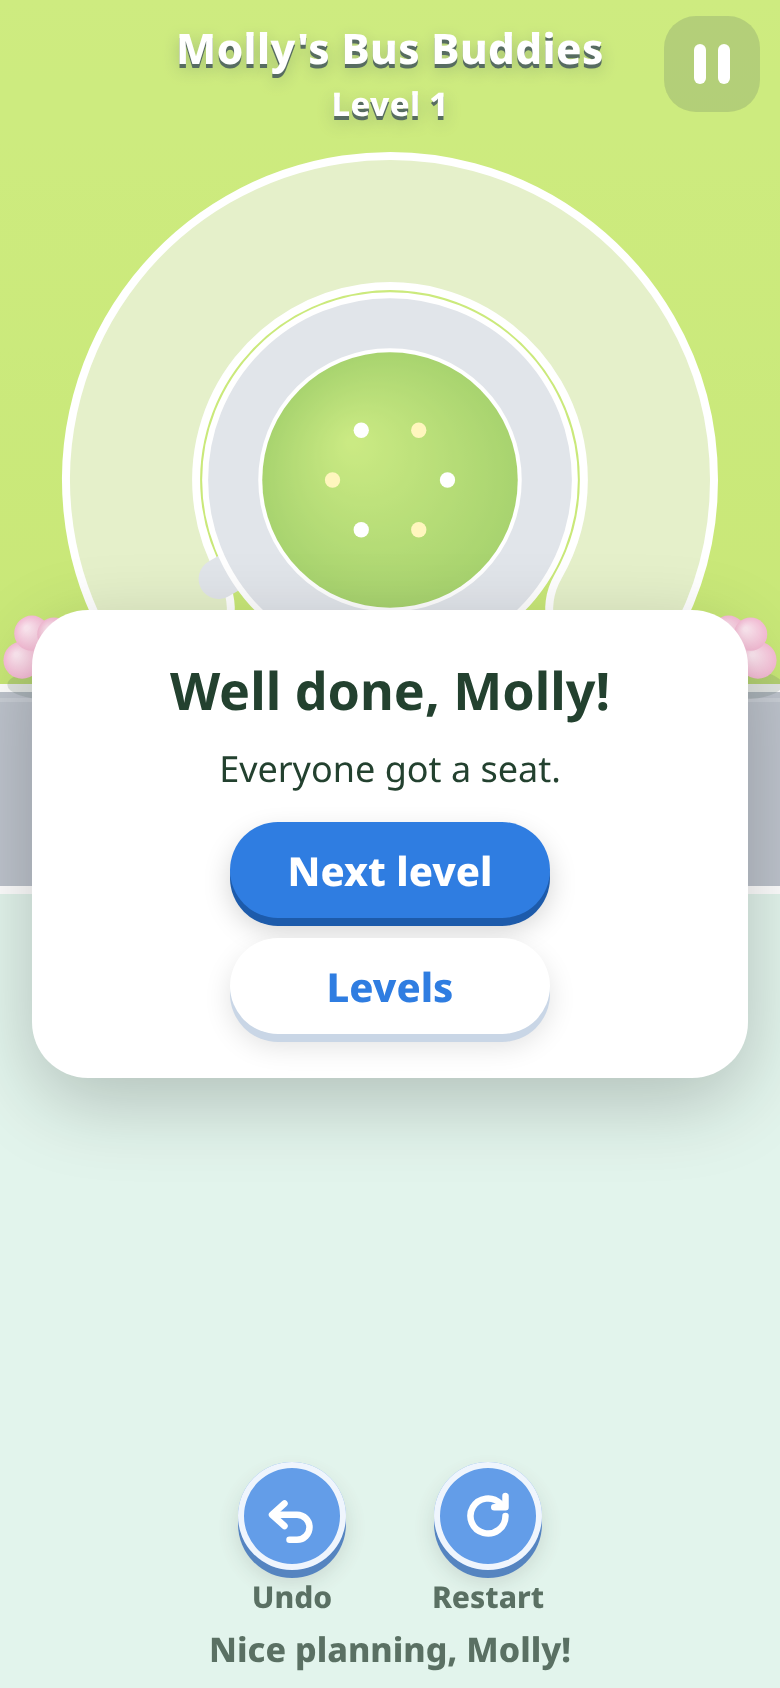 Molly's Bus Buddies
Level 1
Well done, Molly!
Everyone got a seat.
Next level
Levels
Undo
Restart
Nice planning, Molly!